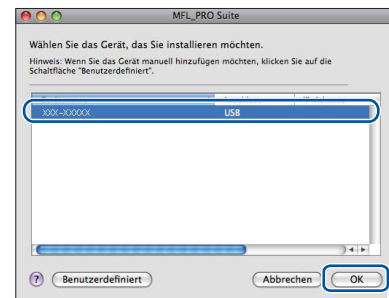 MFL_PRO Suite
Wählen Sie das Gerät, das Sie installieren möchten.
Hinweis: Wenn Sie das Gerät manuell hinzufügen möchten, klicken Sie auf die
Schaltfläche "Benutzerdefiniert".
XXX-XXXXX USB
? Benutzerdefiniert Abbrechen OK